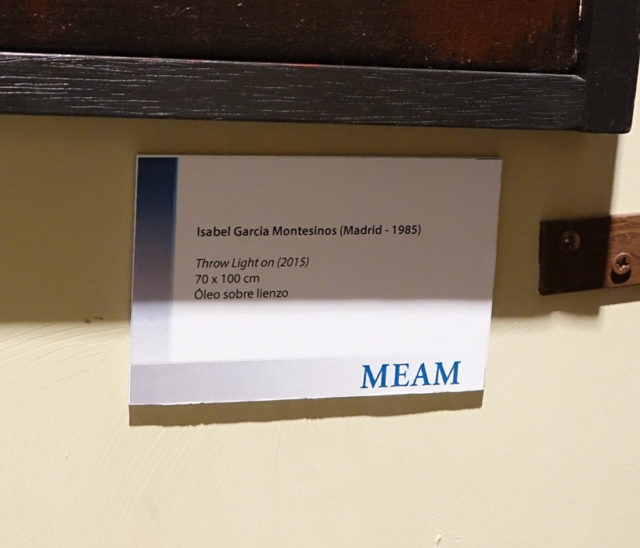 Isabel Garcia Montesinos (Madrid - 1985)
Throw Light on (2015)
70 x 100 cm
Óleo sobre lienzo
MEAM